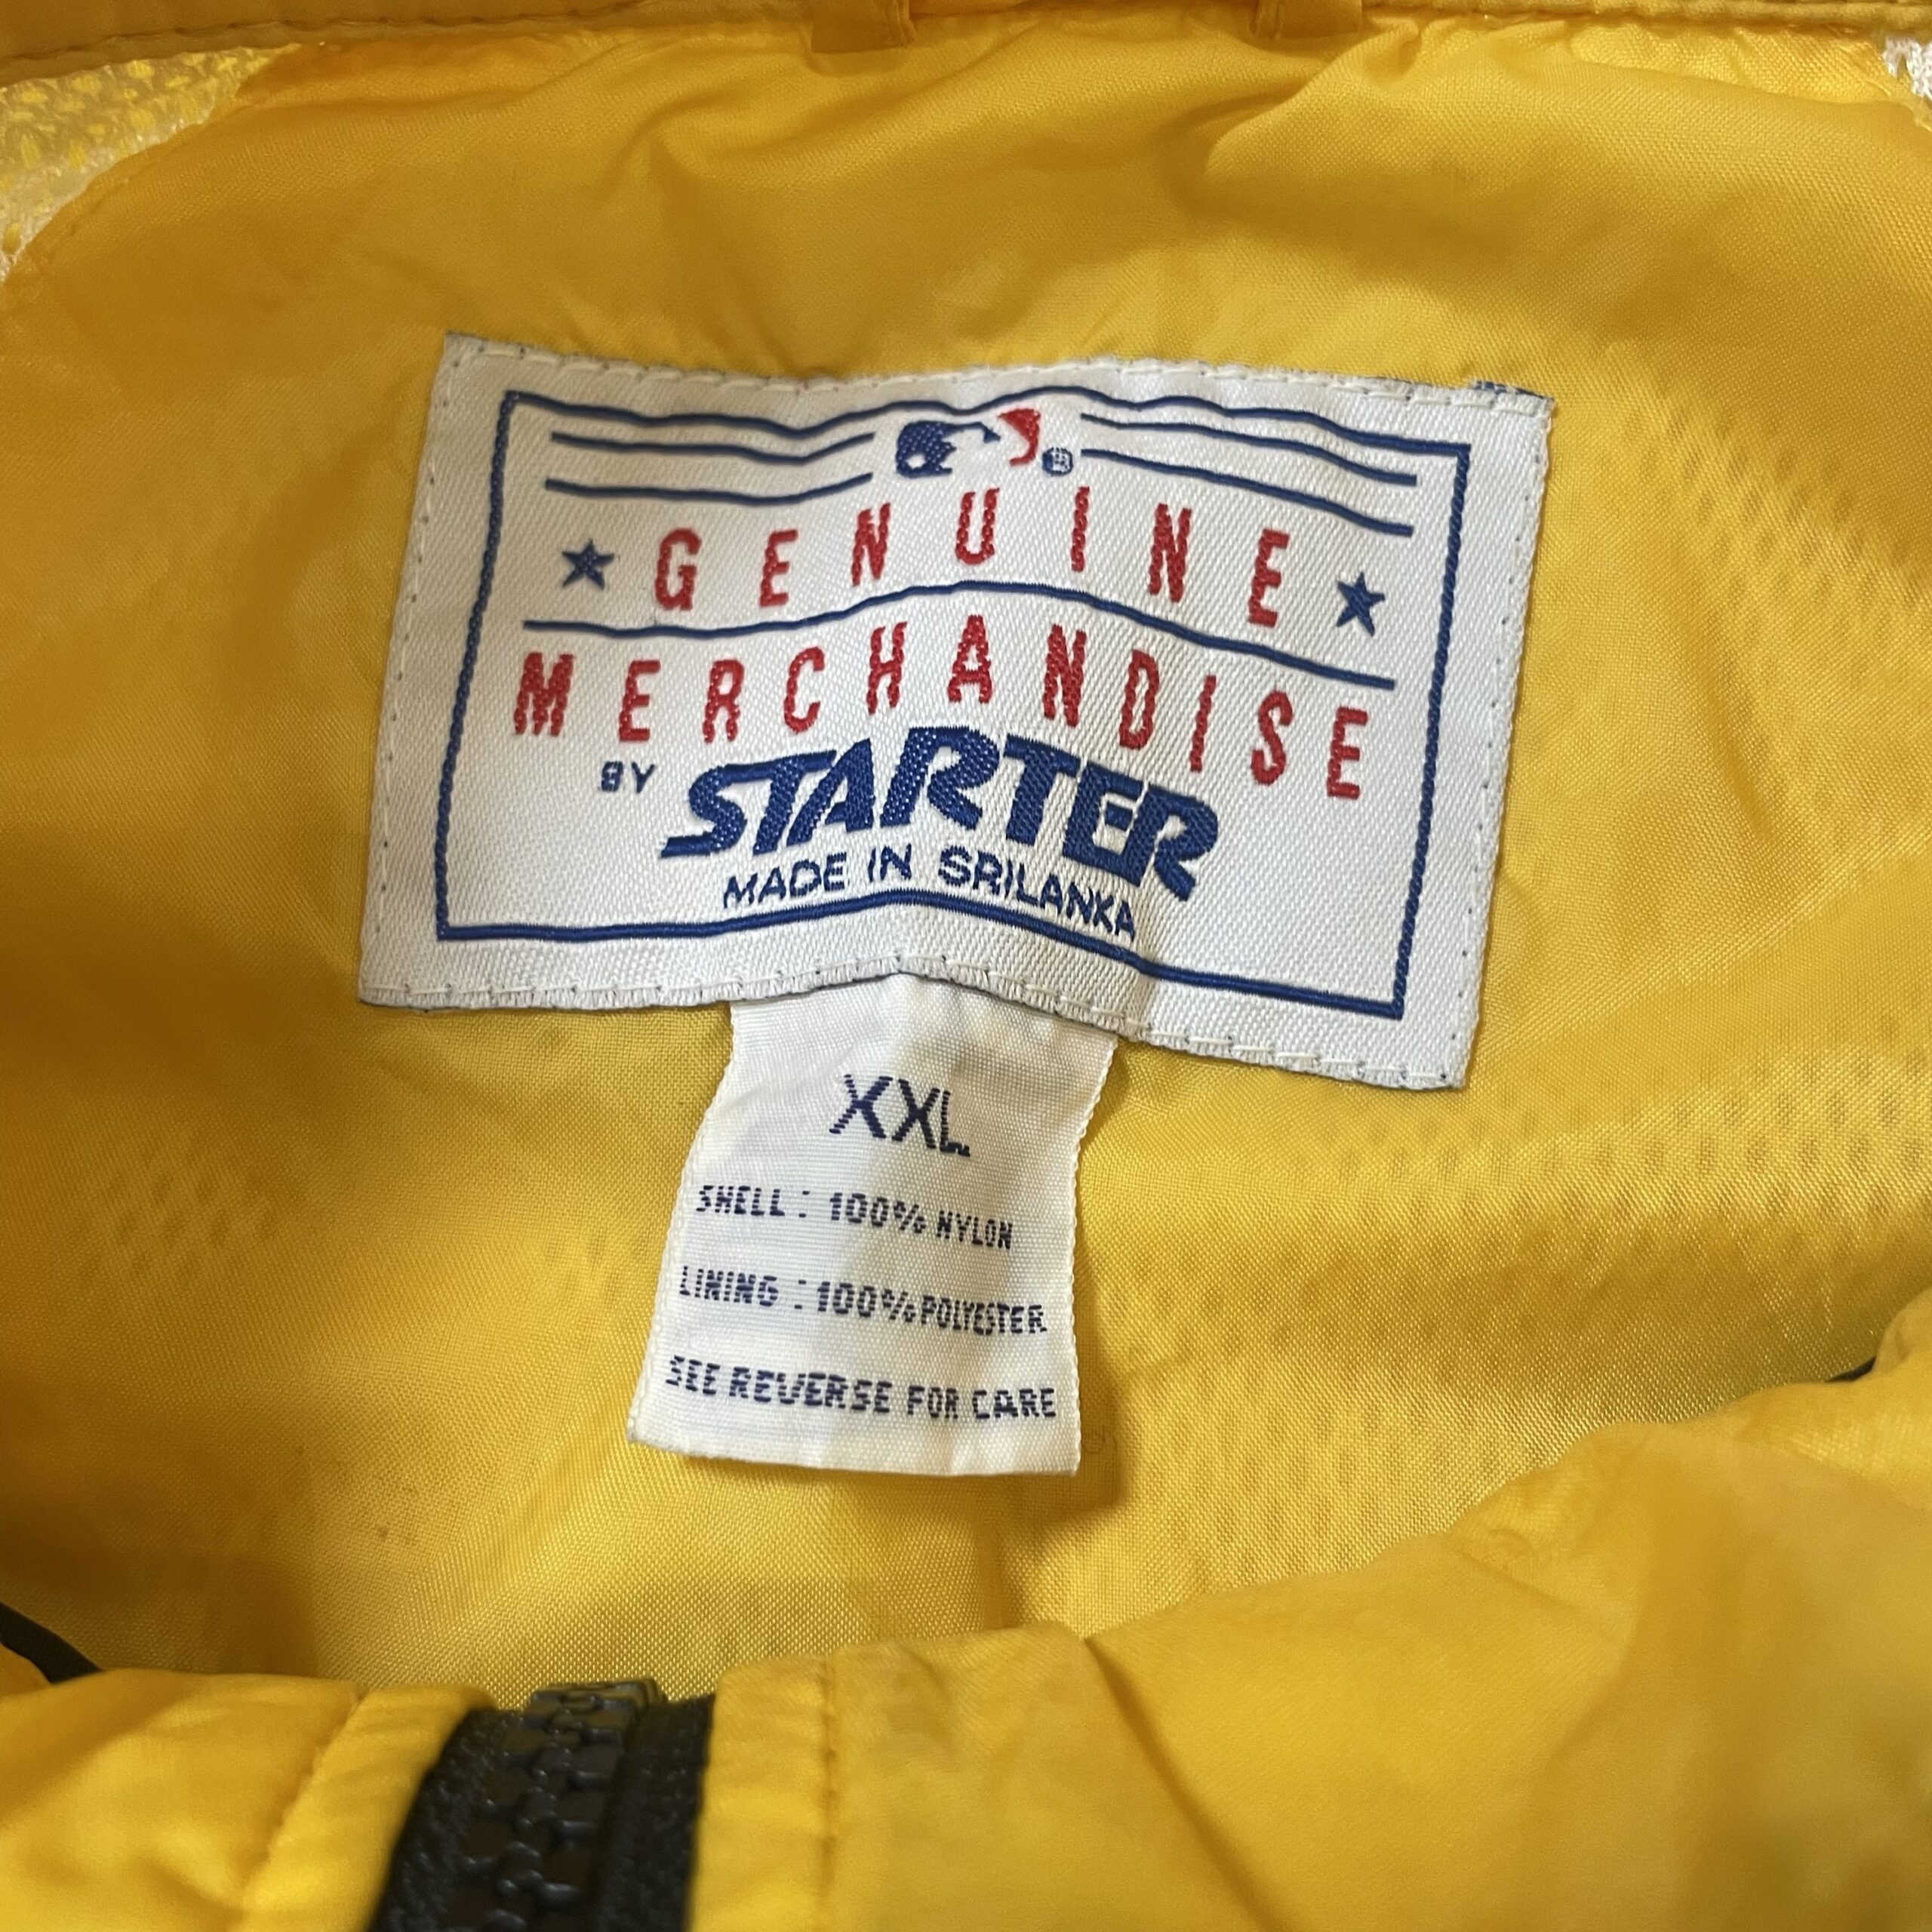 GENUINE
MERCHANDISE
BY STARTER
MADE IN SRILANKA
XXL
SHELL : 100% NYLON
LINING : 100% POLYESTER
SEE REVERSE FOR CARE